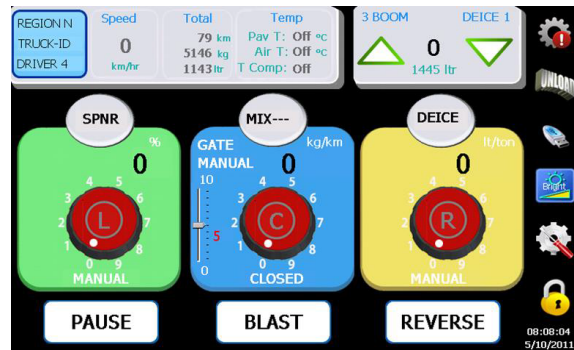 REGION N
TRUCK-ID
DRIVER 4
Speed
0
km/hr
Total
79 km
5146 kg
1143 ltr
Temp
Pav T: Off °C
Air T: Off °C
T Comp: Off
3 BOOM
DEICE 1
0
1445 ltr
UNLOAD
SPNR
%
0
0 1 2 3 4 5 6 7 8 9
L
MANUAL
MIX---
GATE
MANUAL
kg/km
0
10
5
0
0 1 2 3 4 5 6 7 8 9
C
CLOSED
DEICE
lt/ton
0
0 1 2 3 4 5 6 7 8 9
R
MANUAL
Bright
PAUSE
BLAST
REVERSE
08:08:04
5/10/2011